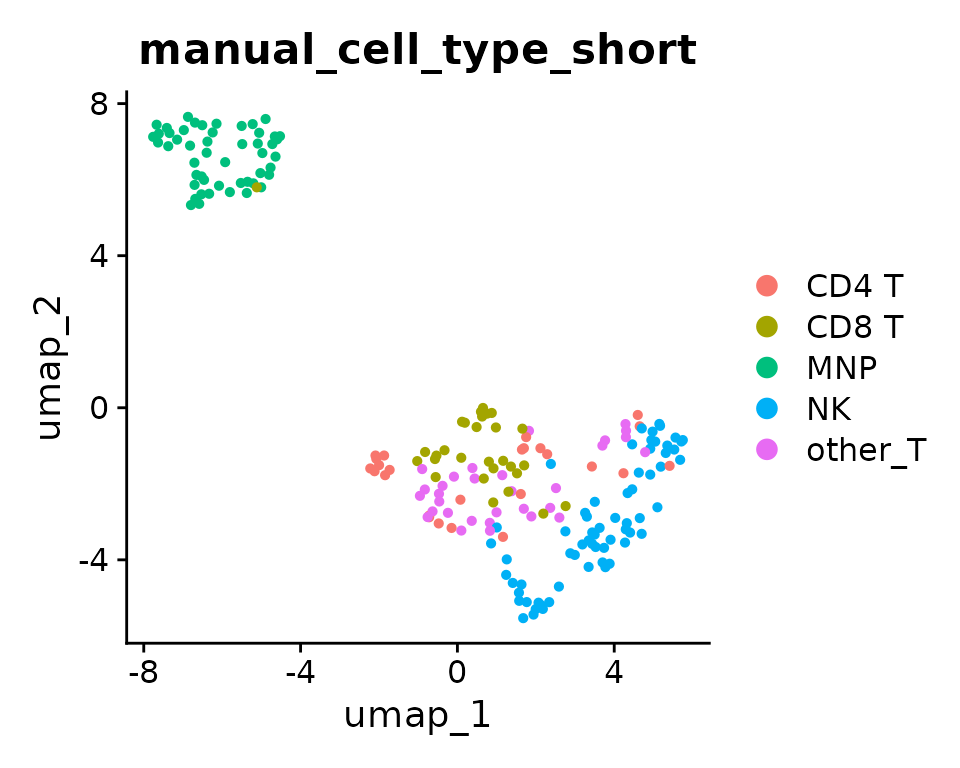 manual_cell_type_short
8
4
0
-4
umap_2
-8
-4
0
4
umap_1
CD4 T
CD8 T
MNP
NK
other_T